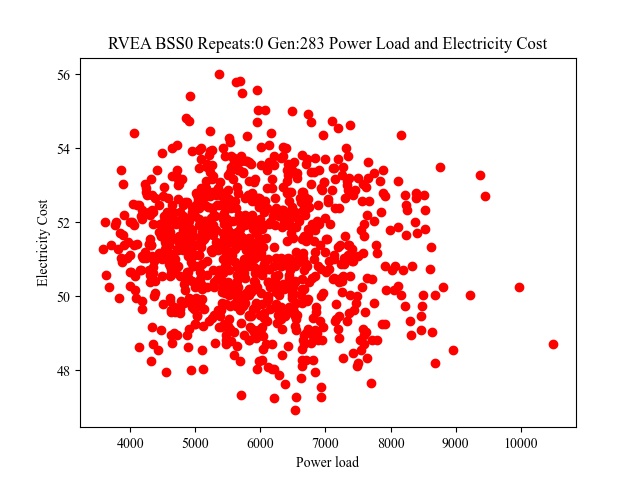 RVEA BSS0 Repeats:0 Gen:283 Power Load and Electricity Cost
56
54
52
50
48
Electricity Cost
4000 5000 6000 7000 8000 9000 10000
Power load